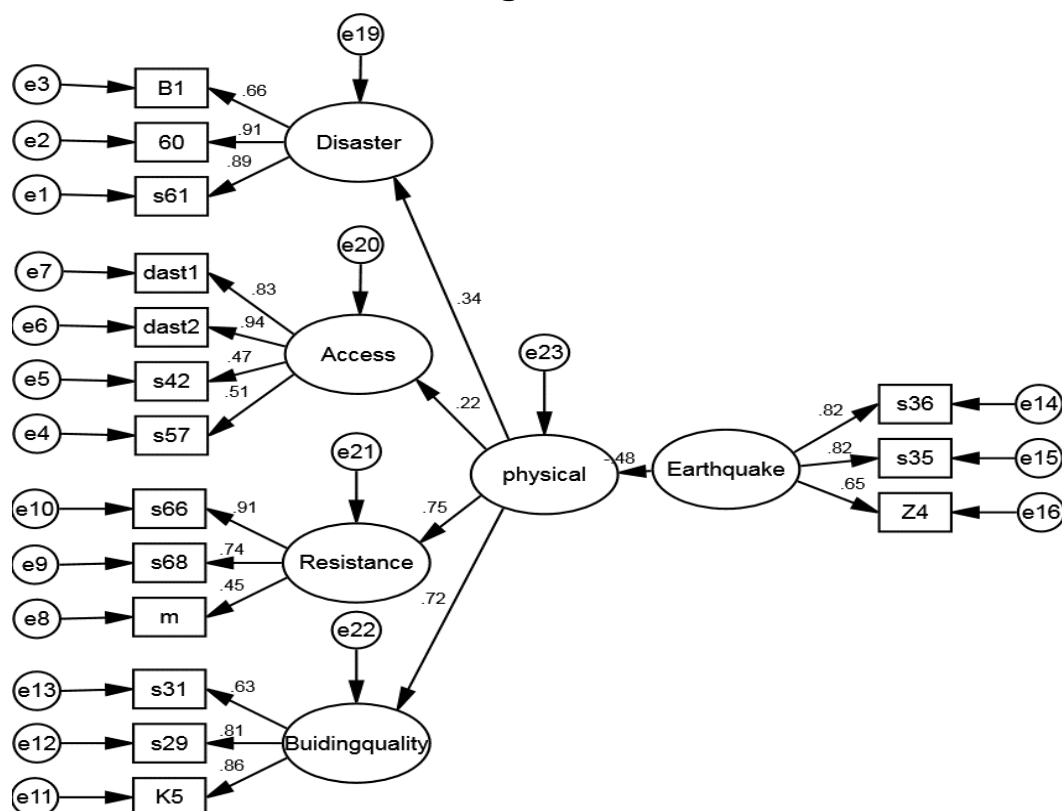 e19
e3
B1
.66
e2
60
.91
Disaster
e1
s61
.89
e20
e7
dast1
.83
e6
dast2
.94
Access
e5
s42
.47
e4
s57
.51
.34
.22
e23
physical
-.48
Earthquake
.82
s36
e14
.82
s35
e15
.65
Z4
e16
e21
e10
s66
.91
.75
e9
s68
.74
Resistance
e8
m
.45
.72
e22
e13
s31
.63
e12
s29
.81
Buidingquality
e11
K5
.86